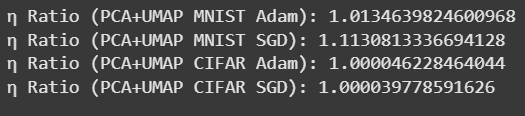 η Ratio (PCA+UMAP MNIST Adam): 1.0134639824600968
η Ratio (PCA+UMAP MNIST SGD): 1.1130813336694128
η Ratio (PCA+UMAP CIFAR Adam): 1.000046228464044
η Ratio (PCA+UMAP CIFAR SGD): 1.000039778591626